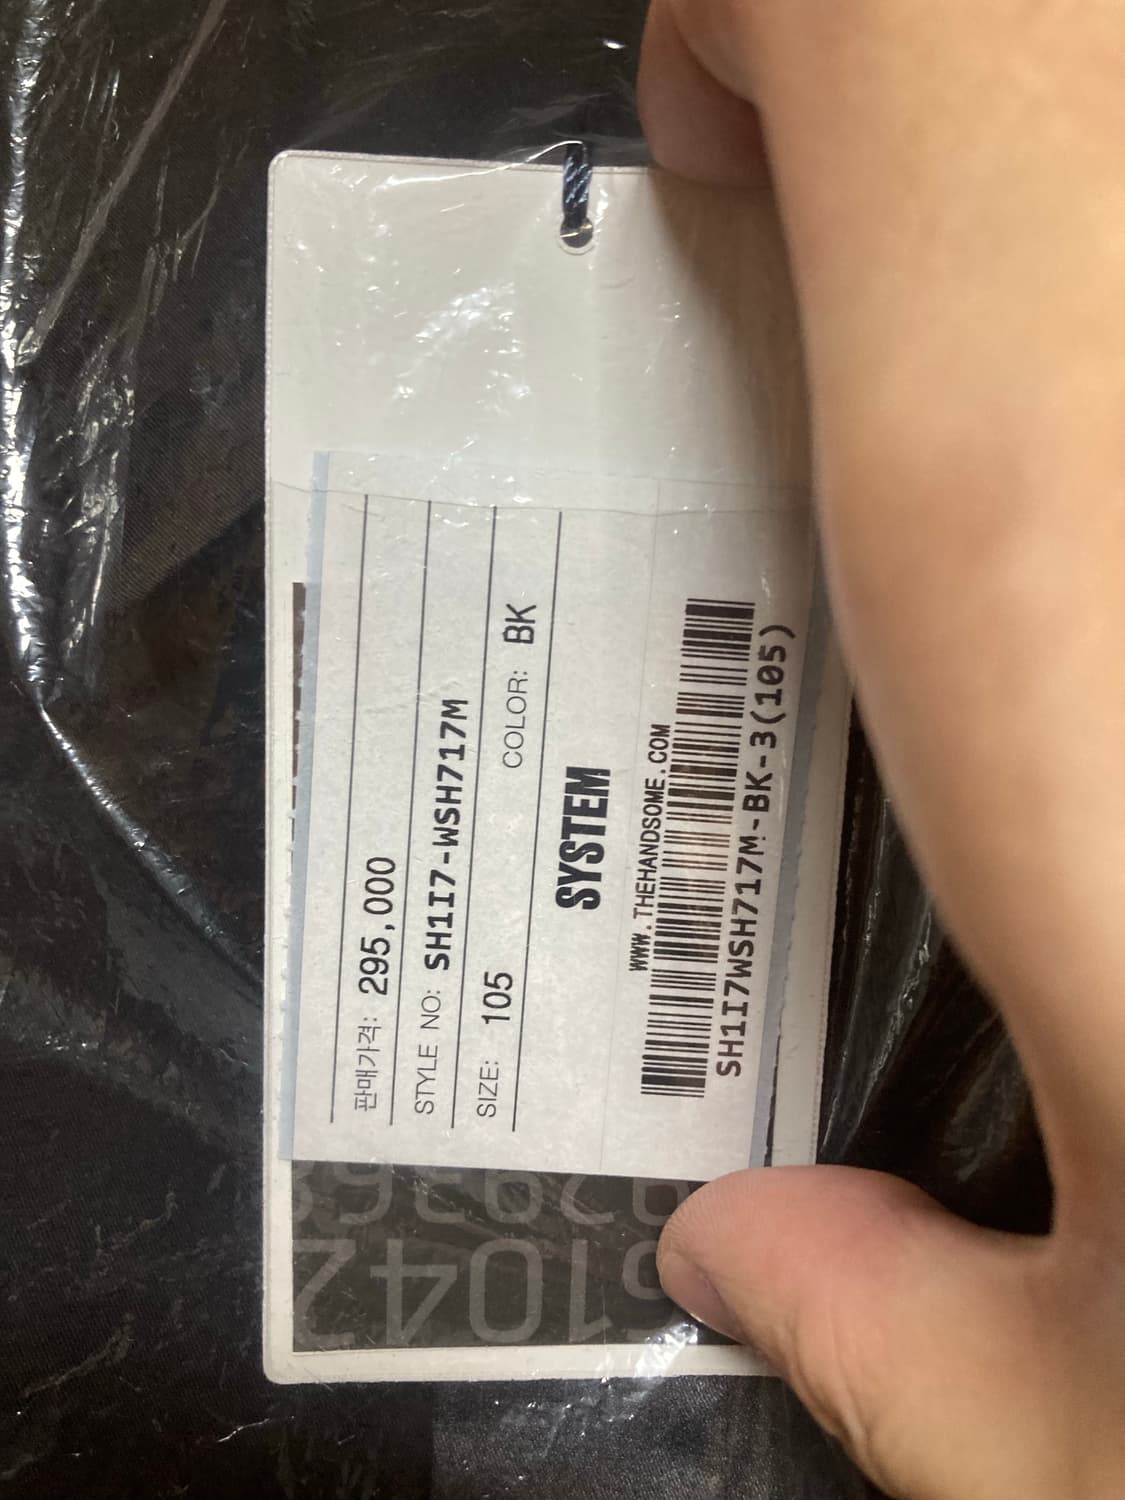 판매가격: 295,000
STYLE NO: SH1I7-WSH717M
SIZE: 105 COLOR: BK
SYSTEM
WWW.THEHANDSOME.COM
SH1I7WSH717M-BK-3(105)
61042